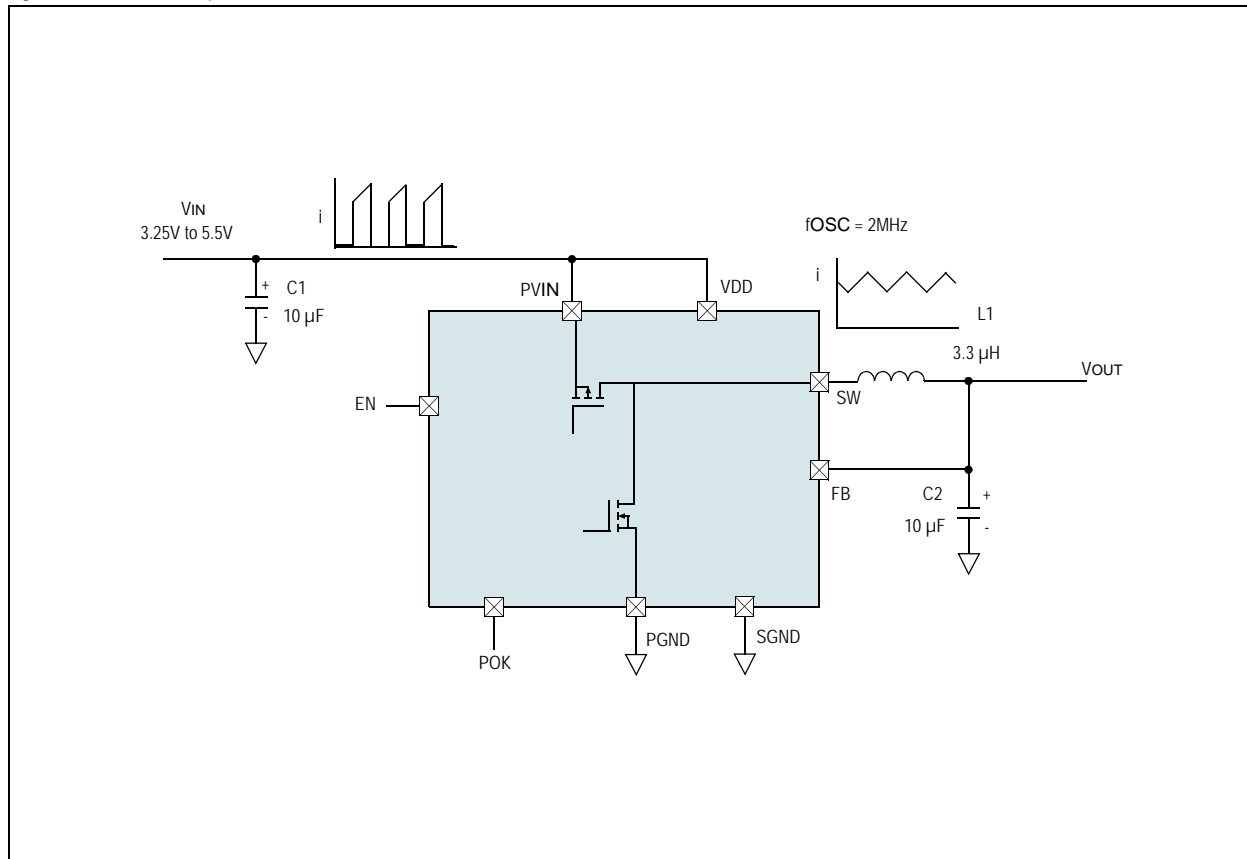 i
VIN
3.25V to 5.5V
fOSC = 2MHz
i
+ C1
-
10 µF
PVIN
VDD
L1
3.3 µH
VOUT
SW
EN
FB
C2 +
10 µF -
POK
PGND
SGND